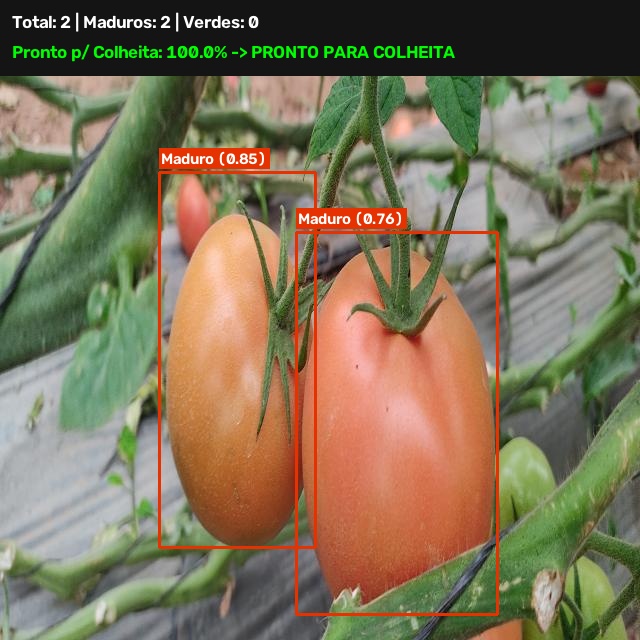 Total: 2 | Maduros: 2 | Verdes: 0
Pronto p/ Colheita: 100.0% -> PRONTO PARA COLHEITA
Maduro (0.85)
Maduro (0.76)